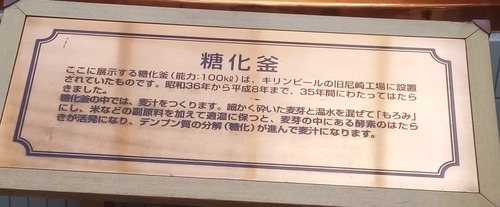 糖化釜
ここに展示する糖化釜(能力:100㎘)は、キリンビールの旧尼崎工場に設置
されていたものです。昭和36年から平成8年まで、35年間にわたってはたら
きました。
糖化釜の中では、麦汁をつくります。細かく砕いた麦芽と温水を混ぜて「もろみ」
にし、米などの副原料を加えて適温に保つと、麦芽の中にある酵素のはたら
きが活発になり、デンプン質の分解(糖化)が進んで麦汁になります。